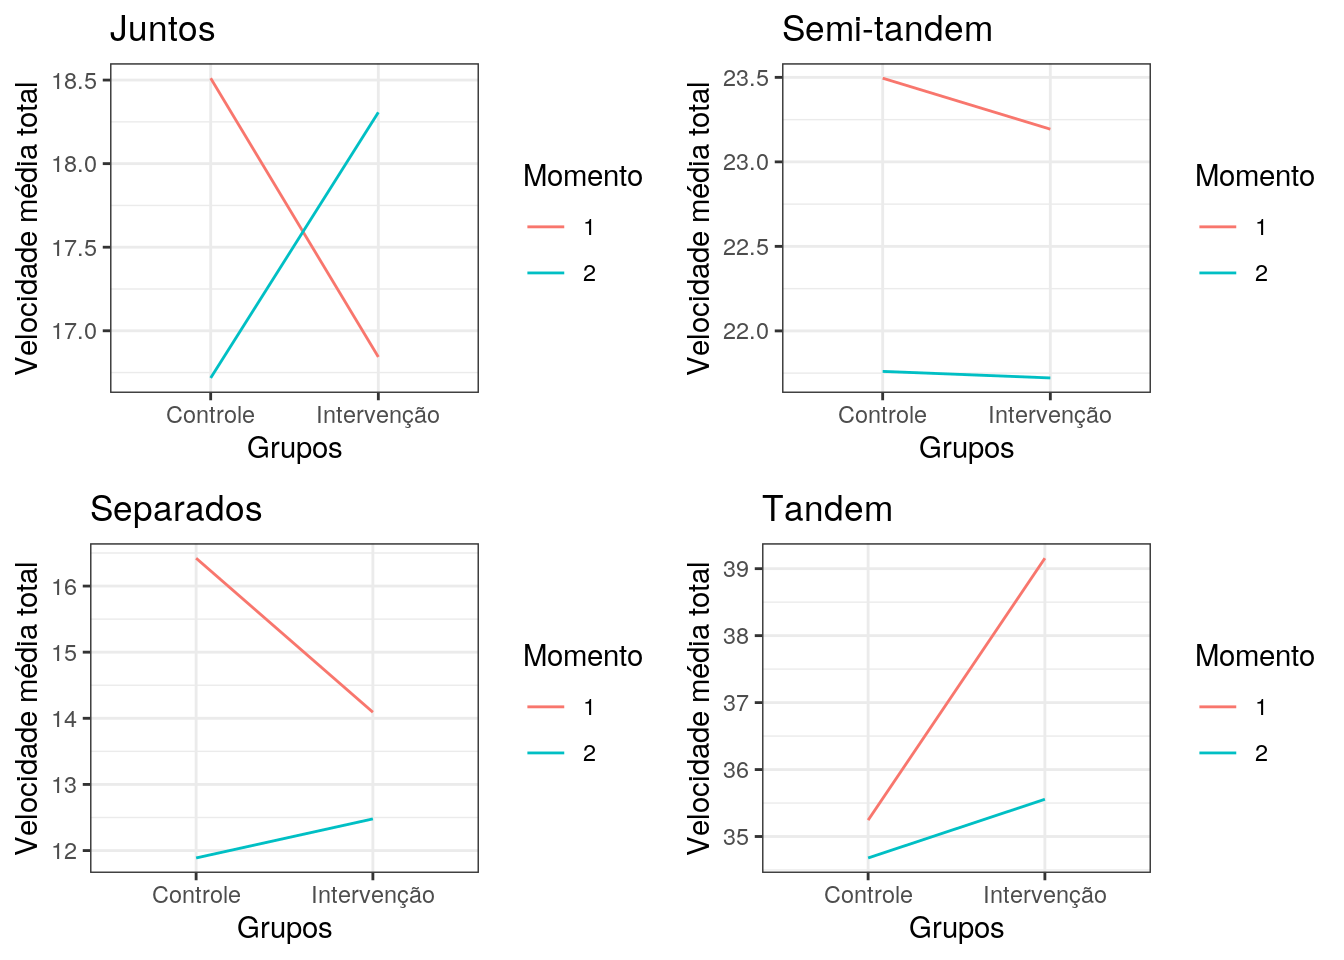 Juntos
Velocidade média total
18.5
18.0
17.5
17.0
Controle
Intervenção
Grupos
Momento
1
2
Semi-tandem
Velocidade média total
23.5
23.0
22.5
22.0
Controle
Intervenção
Grupos
Momento
1
2
Separados
Velocidade média total
16
15
14
13
12
Controle
Intervenção
Grupos
Momento
1
2
Tandem
Velocidade média total
39
38
37
36
35
Controle
Intervenção
Grupos
Momento
1
2